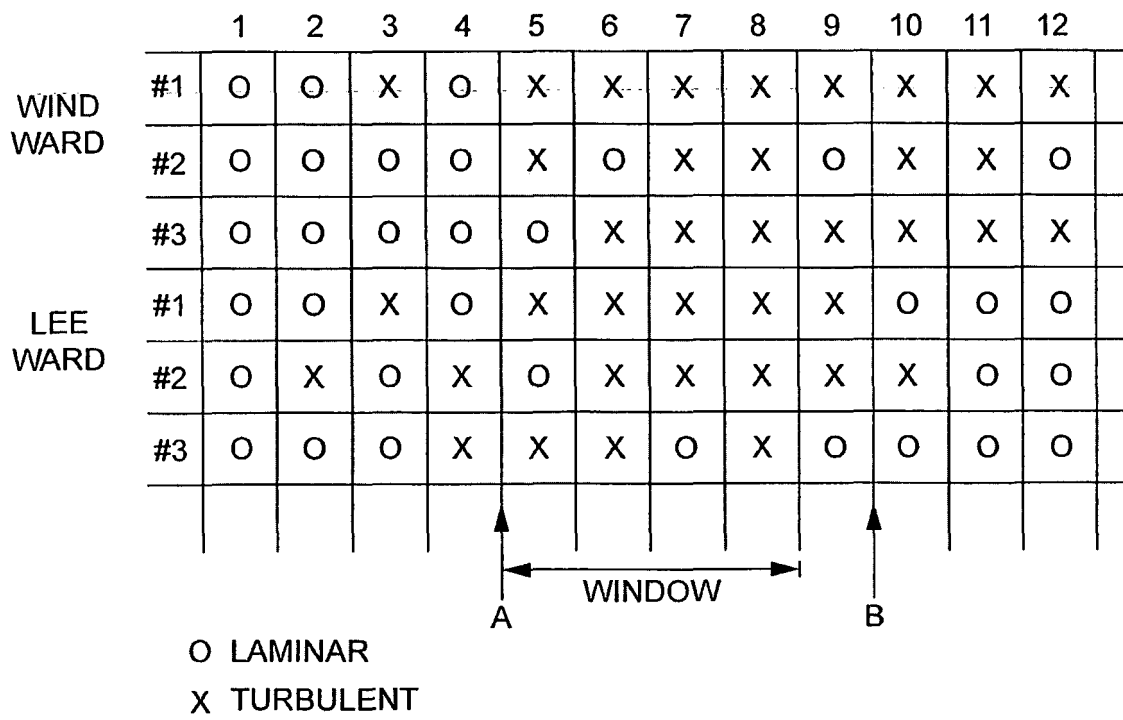 1 2 3 4 5 6 7 8 9 10 11 12
WIND
WARD
#1 O O X O X X X X X X X X
#2 O O O O X O X X O X X O
#3 O O O O O X X X X X X X
LEE
WARD
#1 O O X O X X X X X O O O
#2 O X O X O X X X X X O O
#3 O O O X X X O X O O O O
WINDOW
A B
O LAMINAR
X TURBULENT